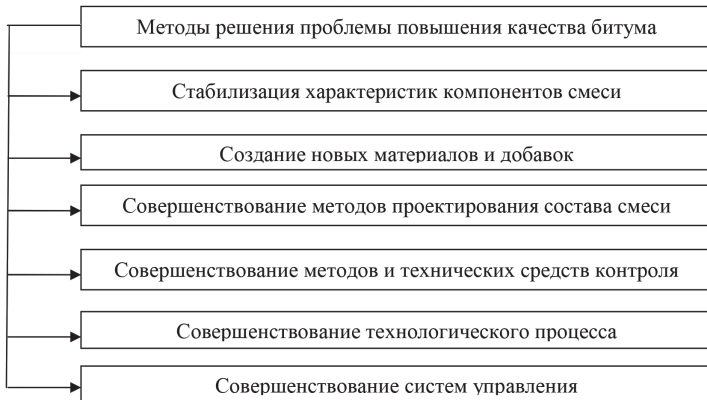 Методы решения проблемы повышения качества битума
Стабилизация характеристик компонентов смеси
Создание новых материалов и добавок
Совершенствование методов проектирования состава смеси
Совершенствование методов и технических средств контроля
Совершенствование технологического процесса
Совершенствование систем управления